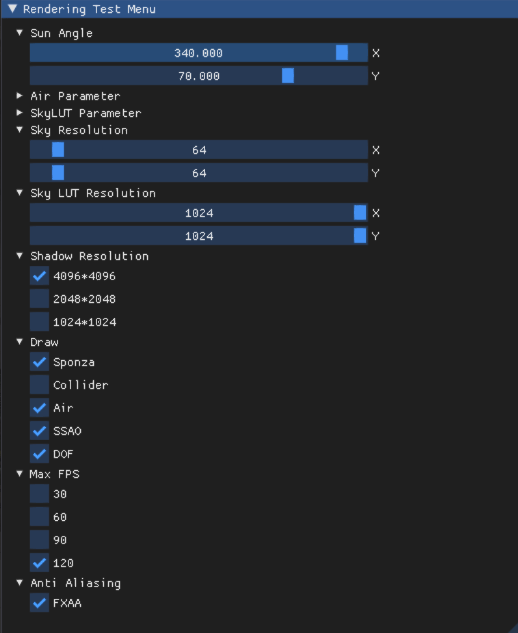 Rendering Test Menu
Sun Angle
340.000 X
70.000 Y
Air Parameter
SkyLUT Parameter
Sky Resolution
64 X
64 Y
Sky LUT Resolution
1024 X
1024 Y
Shadow Resolution
4096*4096
2048*2048
1024*1024
Draw
Sponza
Collider
Air
SSAO
DOF
Max FPS
30
60
90
120
Anti Aliasing
FXAA